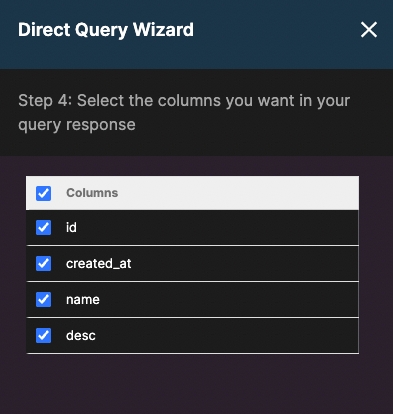 Direct Query Wizard
Step 4: Select the columns you want in your
query response
Columns
id
created_at
name
desc